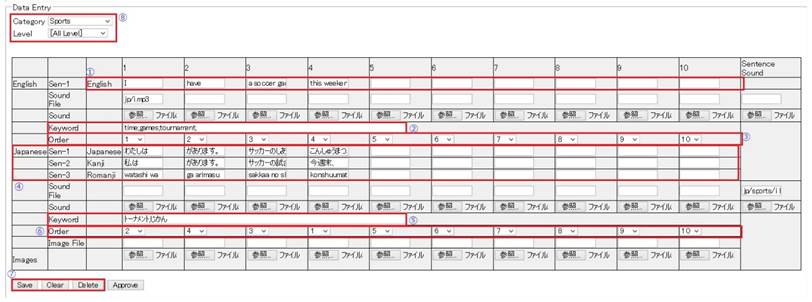 Data Entry
Category Sports ⑧
Level [All Level]
1 2 3 4 5 6 7 8 9 10 Sentence Sound
①
English Sen-1 English I have a soccer gar this weeker
Sound File jp/i.mp3
Sound 参照... ファイル 参照... ファイル 参照... ファイル 参照... ファイル 参照... ファイル 参照... ファイル 参照... ファイル 参照... ファイル 参照... ファイル 参照... ファイル 参照... ファイル
Keyword time,games,tournament, ②
Order 1 2 3 4 5 6 7 8 9 10 ③
Japanese Sen-1 Japanese わたしは があります。 サッカーのしあ こんしゅうまつ
Sen-2 Kanji 私は があります。 サッカーの試合 今週末、
Sen-3 Romanji watashi wa ga arimasu sakkaa no sl konshuumat
④ Sound File jp/sports/i l
Sound 参照... ファイル 参照... ファイル 参照... ファイル 参照... ファイル 参照... ファイル 参照... ファイル 参照... ファイル 参照... ファイル 参照... ファイル 参照... ファイル 参照... ファイル
Keyword トーナメント,じかん ⑤
⑥ Order 2 4 3 1 5 6 7 8 9 10
Image File
Images 参照... ファイル 参照... ファイル 参照... ファイル 参照... ファイル 参照... ファイル 参照... ファイル 参照... ファイル 参照... ファイル 参照... ファイル 参照... ファイル
⑦
Save Clear Delete Approve